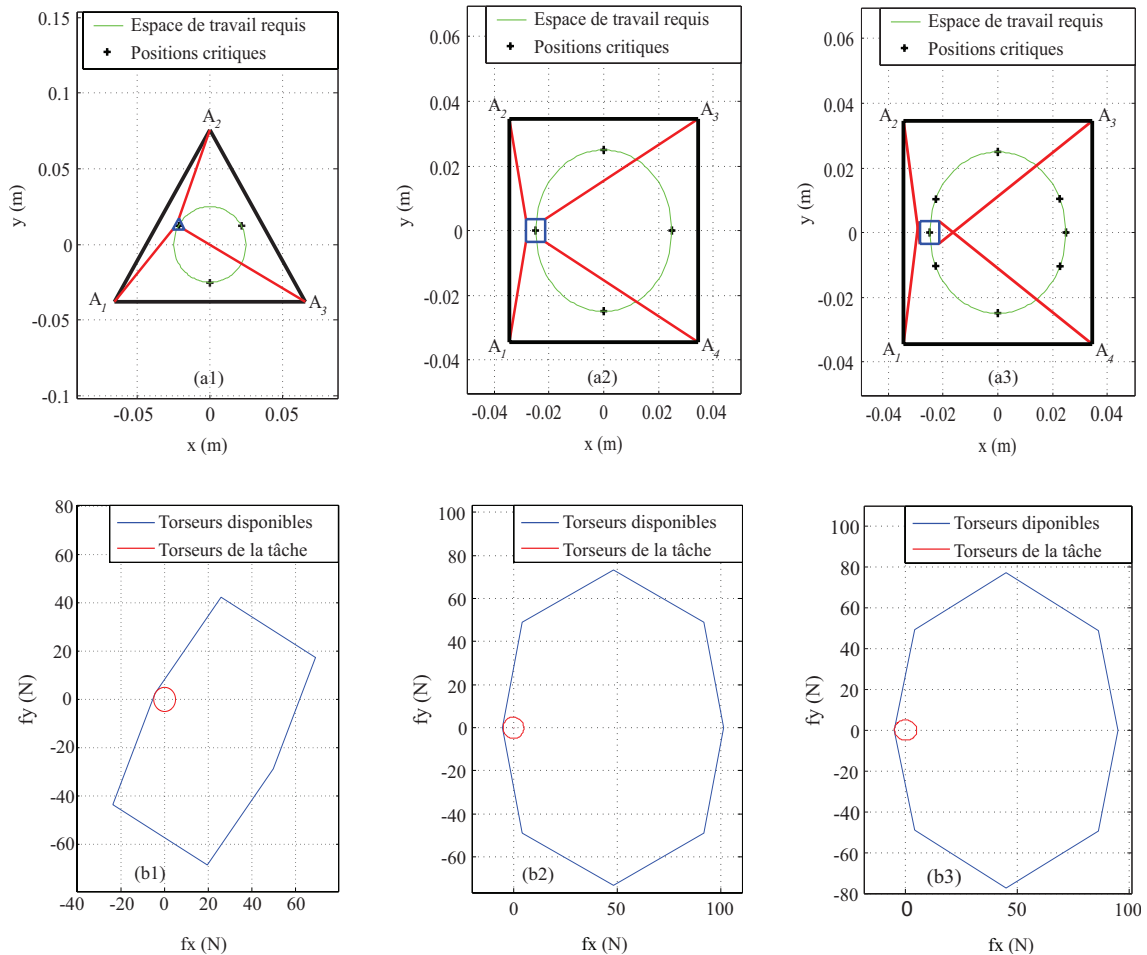 Espace de travail requis
Positions critiques
0.15
0.1
0.05
0
-0.05
-0.1
y (m)
A2
A1
A3
(a1)
-0.05 0 0.05
x (m)
Espace de travail requis
Positions critiques
0.06
0.04
0.02
0
-0.02
-0.04
y (m)
A2
A3
A1
A4
(a2)
-0.04 -0.02 0 0.02 0.04
x (m)
Espace de travail requis
Positions critiques
0.06
0.04
0.02
0
-0.02
-0.04
y (m)
A2
A3
A1
A4
(a3)
-0.04 -0.02 0 0.02 0.04
x (m)
Torseurs disponibles
Torseurs de la tâche
80
60
40
20
0
-20
-40
-60
fy (N)
(b1)
-40 -20 0 20 40 60
fx (N)
Torseurs disponibles
Torseurs de la tâche
100
80
60
40
20
0
-20
-40
-60
fy (N)
(b2)
0 50 100
fx (N)
Torseurs diponibles
Torseurs de la tâche
100
80
60
40
20
0
-20
-40
-60
-80
fy (N)
(b3)
0 50 100
fx (N)